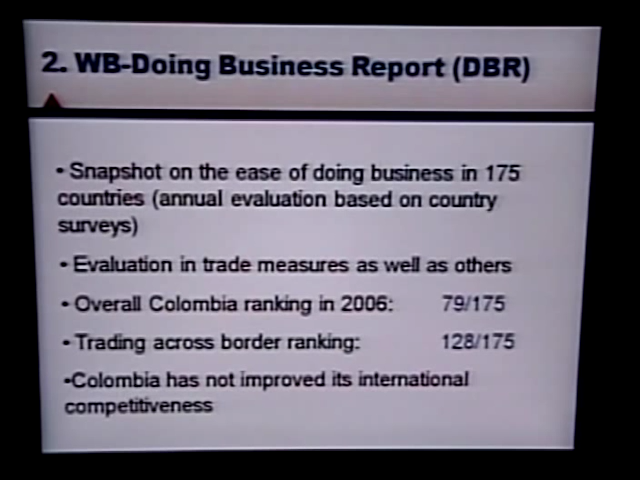 2. WB-Doing Business Report (DBR)
• Snapshot on the ease of doing business in 175
countries (annual evaluation based on country
surveys)
• Evaluation in trade measures as well as others
• Overall Colombia ranking in 2006: 79/175
• Trading across border ranking: 128/175
•Colombia has not improved its international
competitiveness